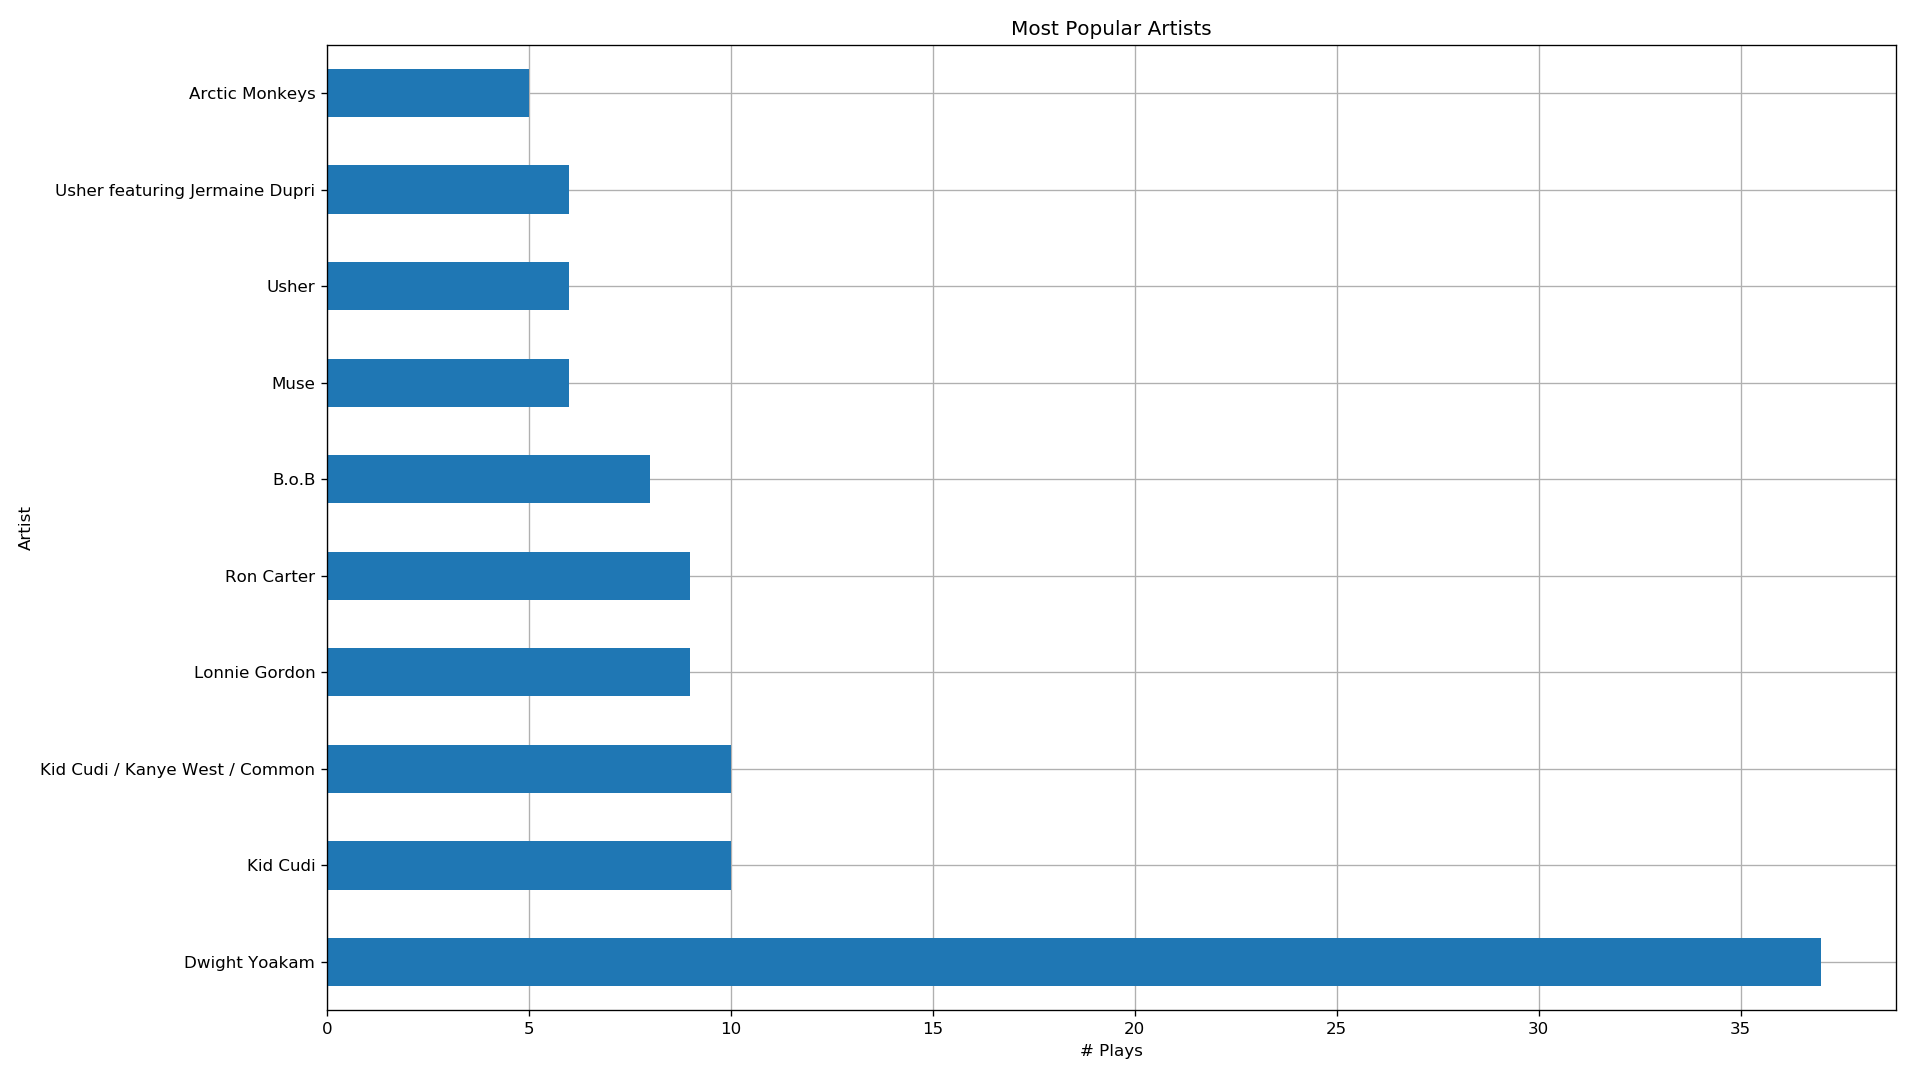 Most Popular Artists
Arctic Monkeys
Usher featuring Jermaine Dupri
Usher
Muse
B.o.B
Artist
Ron Carter
Lonnie Gordon
Kid Cudi / Kanye West / Common
Kid Cudi
Dwight Yoakam
0 5 10 15 20 25 30 35
# Plays